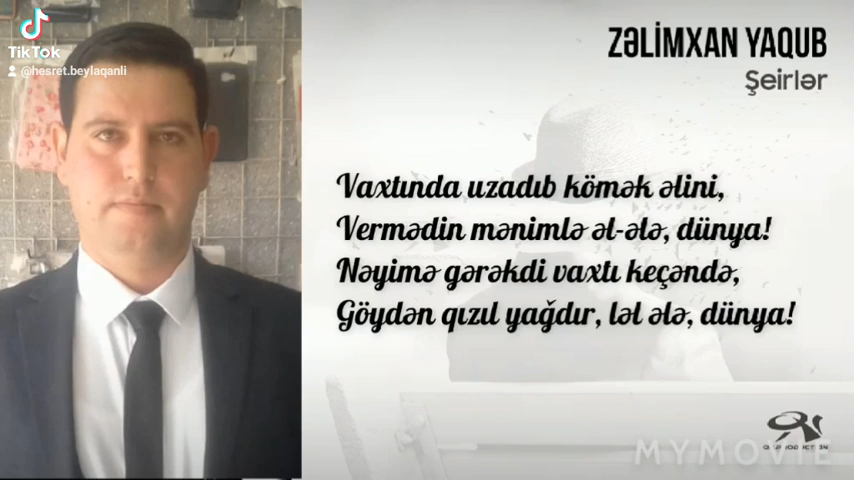 TikTok
@hesret.beylaqanli
ZƏLİMXAN YAQUB
Şeirlər
Vaxtında uzadıb kömək əlini,
Vermədin mənimlə əl-ələ, dünya!
Nəyimə gərəkdi vaxtı keçəndə,
Göydən qızıl yağdır, ləl ələ, dünya!
MYMOVIE